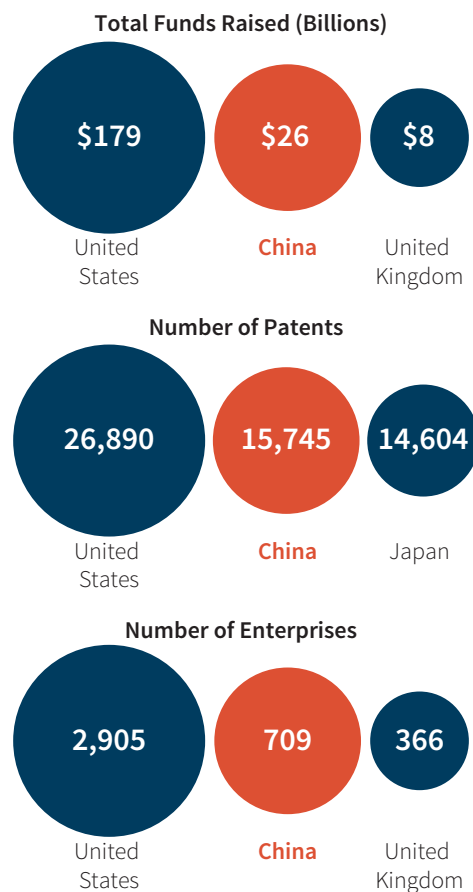 Total Funds Raised (Billions)
$179
$26
$8
United
States
China
United
Kingdom
Number of Patents
26,890
15,745
14,604
United
States
China
Japan
Number of Enterprises
2,905
709
366
United
States
China
United
Kingdom